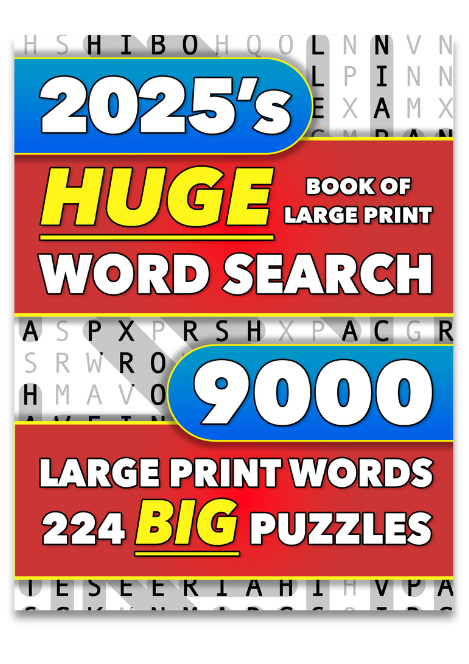 H S H I B O H Q O L N N V N
2025's
L P I N N
E X A M X
HUGE
BOOK OF
LARGE PRINT
WORD SEARCH
A S P X P R S H X P A C G R
S R W R O
9000
H M A V O
LARGE PRINT WORDS
224 BIG PUZZLES
T E S E E R I A H I H V P A